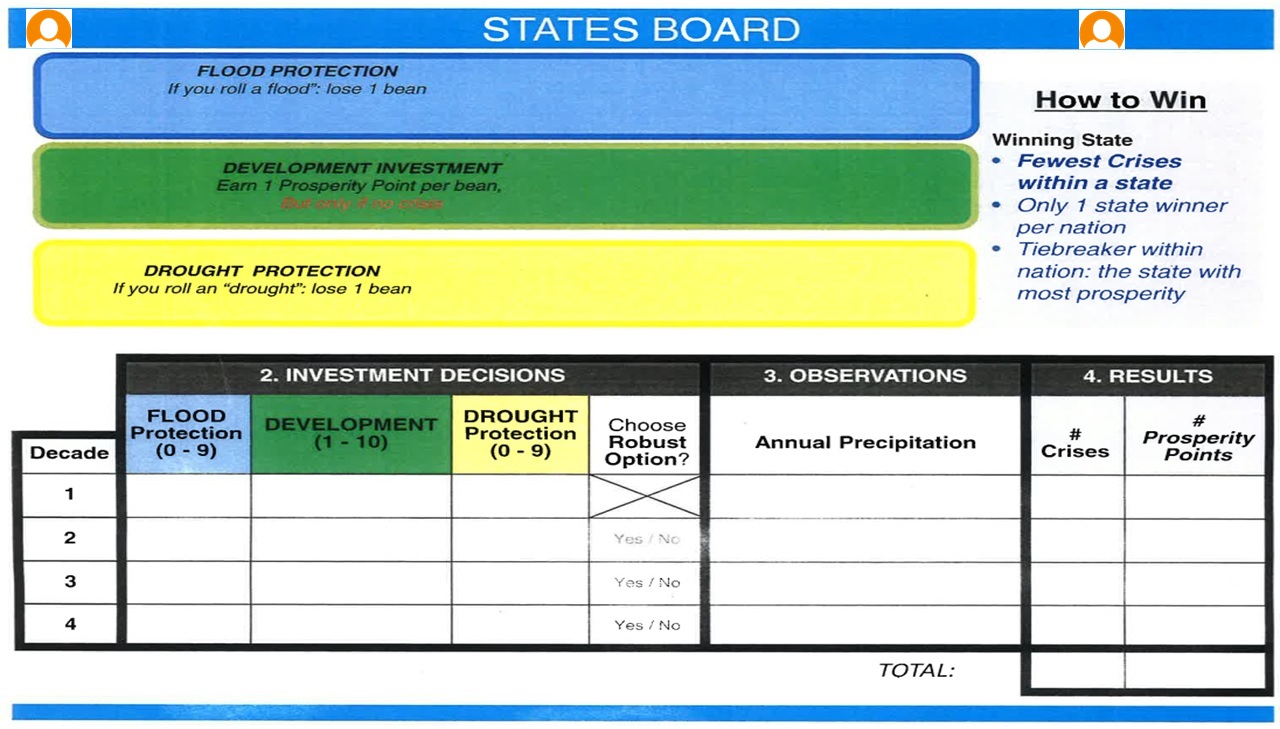 STATES BOARD
FLOOD PROTECTION
If you roll a flood”: lose 1 bean
DEVELOPMENT INVESTMENT
Earn 1 Prosperity Point per bean,
But only if no crisis
DROUGHT PROTECTION
If you roll an “drought”: lose 1 bean
How to Win
Winning State
• Fewest Crises
within a state
• Only 1 state winner
per nation
• Tiebreaker within
nation: the state with
most prosperity
2. INVESTMENT DECISIONS
3. OBSERVATIONS
4. RESULTS
Decade
FLOOD
Protection
(0 - 9)
DEVELOPMENT
(1 - 10)
DROUGHT
Protection
(0 - 9)
Choose
Robust
Option?
Annual Precipitation
#
Crises
#
Prosperity
Points
1
2
Yes / No
3
Yes / No
4
Yes / No
TOTAL: